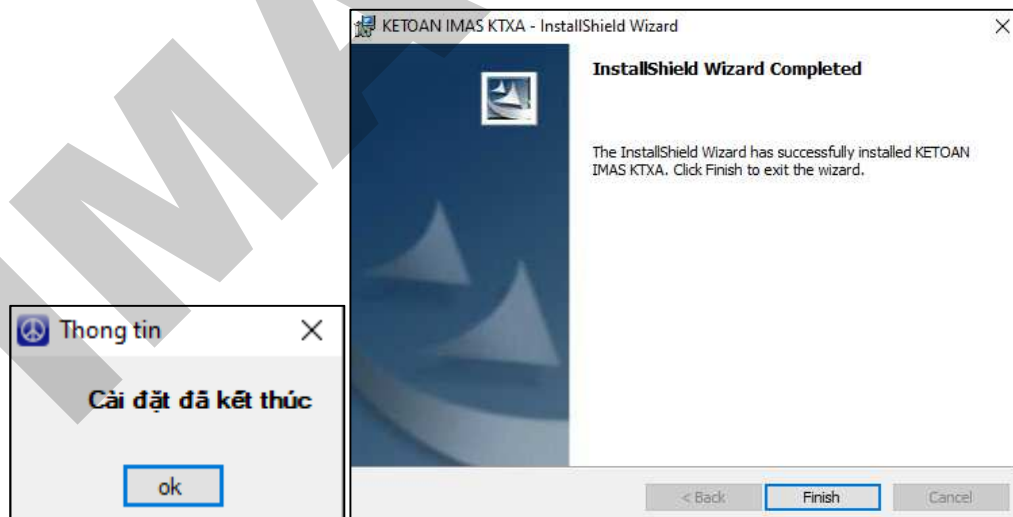 KETOAN IMAS KTXA - InstallShield Wizard
InstallShield Wizard Completed
The InstallShield Wizard has successfully installed KETOAN
IMAS KTXA. Click Finish to exit the wizard.
< Back
Finish
Cancel
Thong tin
Cài đặt đã kết thúc
ok
IMA